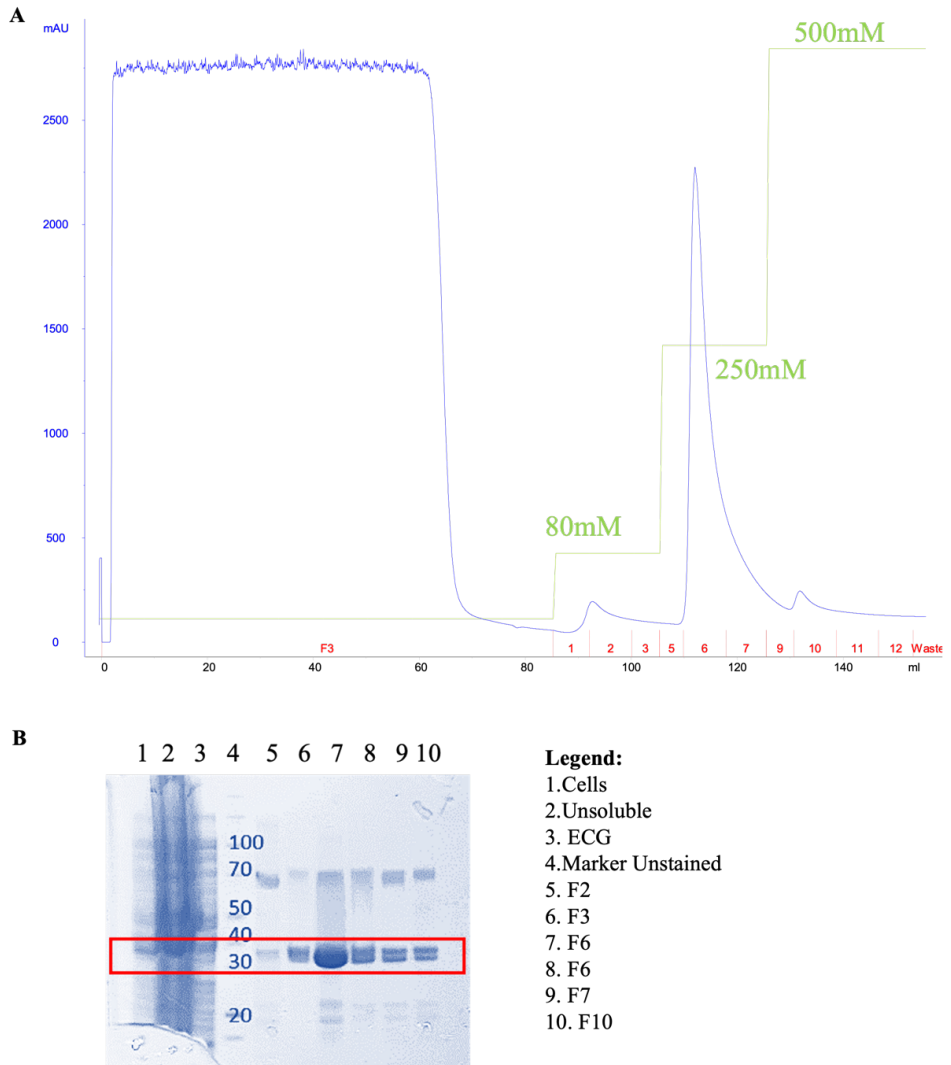 A
mAU
500mM
2500
2000
1500
250mM
1000
80mM
500
0
F3 1 2 3 5 6 7 9 10 11 12 Waste
0 20 40 60 80 100 120 140 ml
B
1 2 3 4 5 6 7 8 9 10
100
70
50
40
30
20
Legend:
1.Cells
2.Unsoluble
3. ECG
4.Marker Unstained
5. F2
6. F3
7. F6
8. F6
9. F7
10. F10